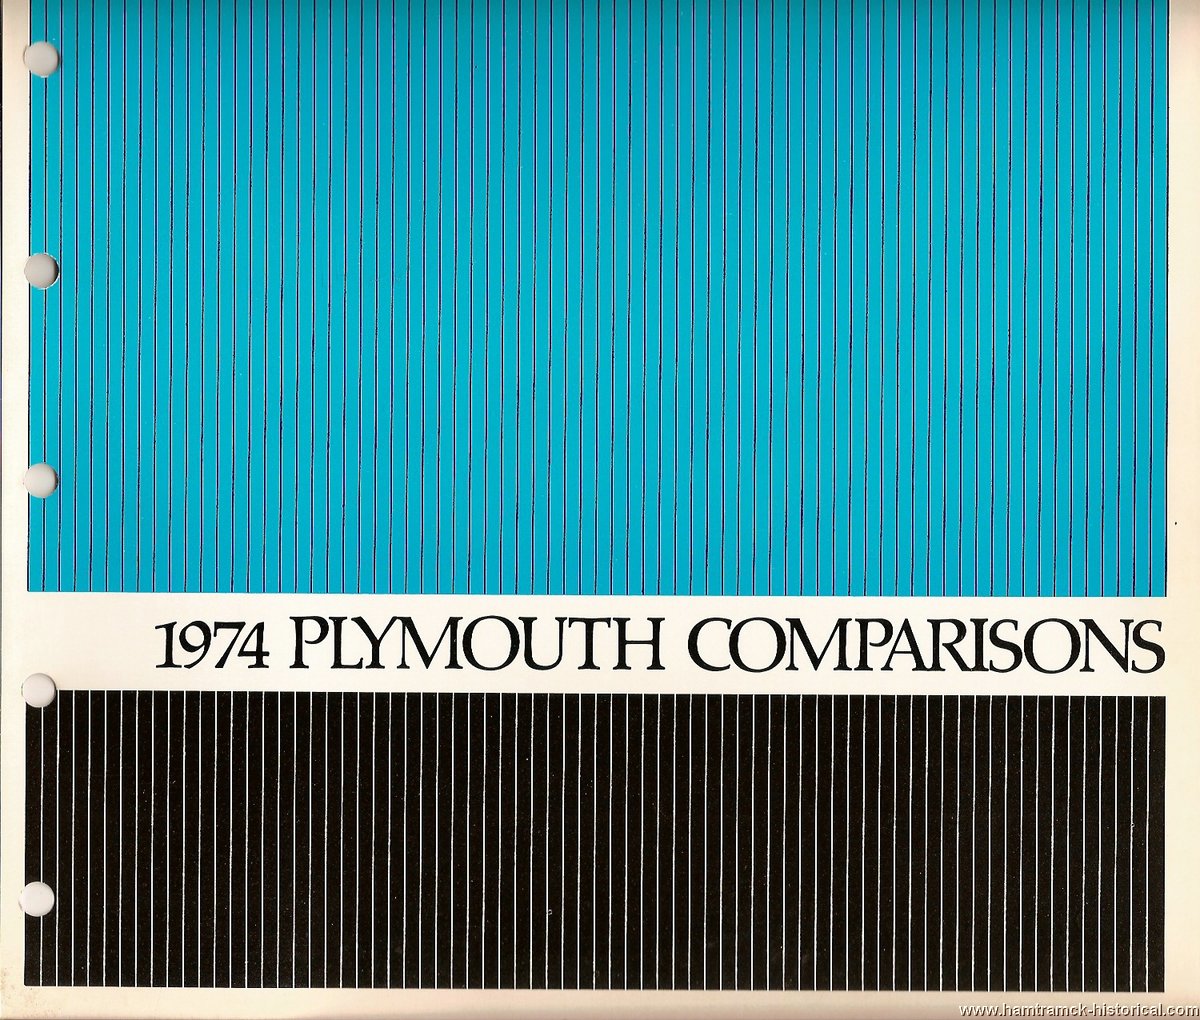 1974 PLYMOUTH COMPARISONS
www.hamtramck-historical.com